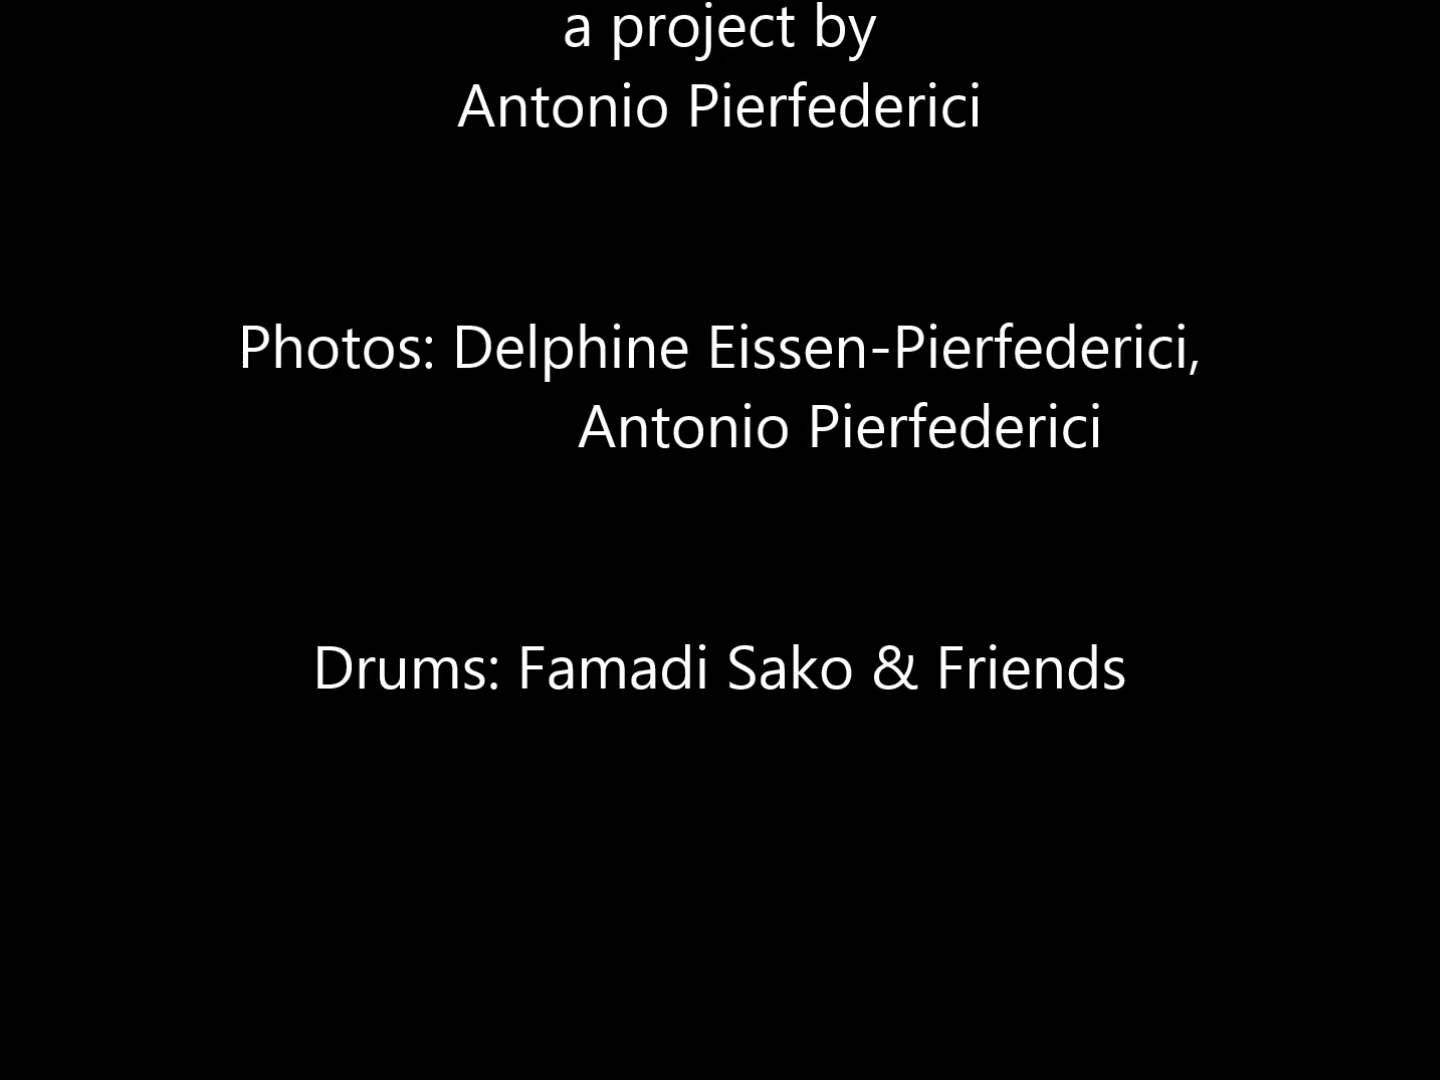 a project by
Antonio Pierfederici
Photos: Delphine Eissen-Pierfederici,
Antonio Pierfederici
Drums: Famadi Sako & Friends